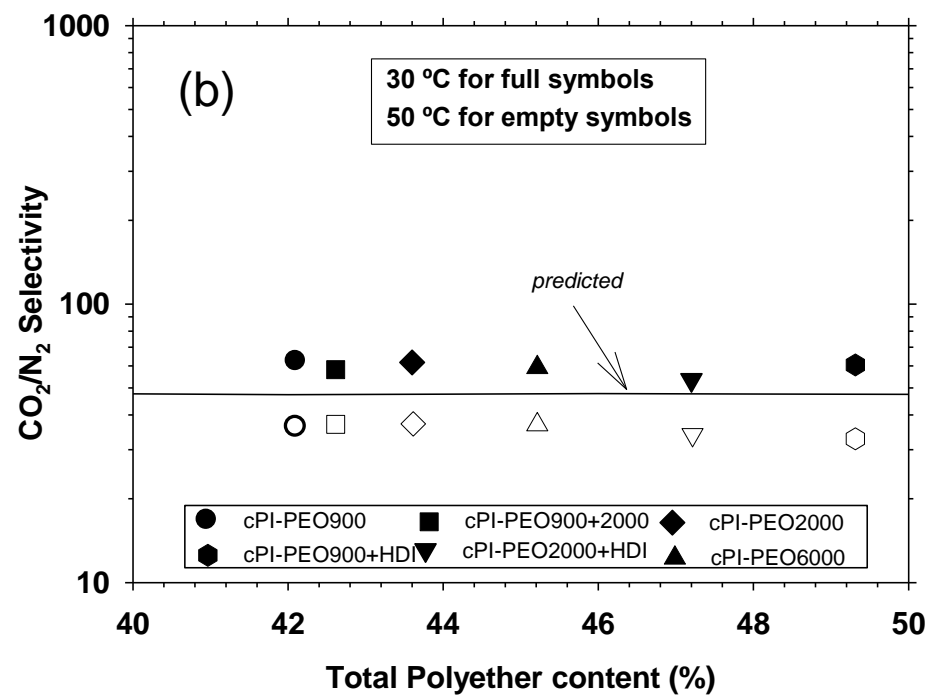 1000
(b)
30 ºC for full symbols
50 ºC for empty symbols
CO₂/N₂ Selectivity
predicted
100
cPI-PEO900
cPI-PEO900+2000
cPI-PEO2000
cPI-PEO900+HDI
cPI-PEO2000+HDI
cPI-PEO6000
10
40 42 44 46 48 50
Total Polyether content (%)